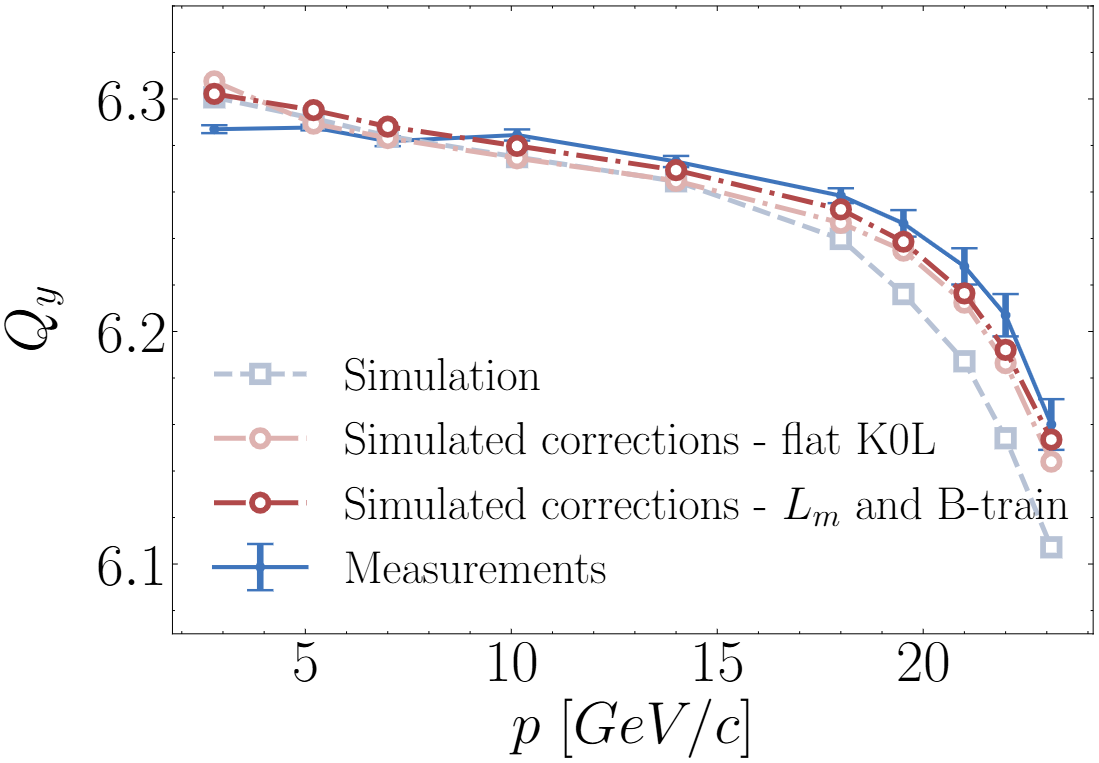 Q_y
6.3
6.2
6.1
Simulation
Simulated corrections - flat K0L
Simulated corrections - L_m and B-train
Measurements
5 10 15 20
p [GeV/c]